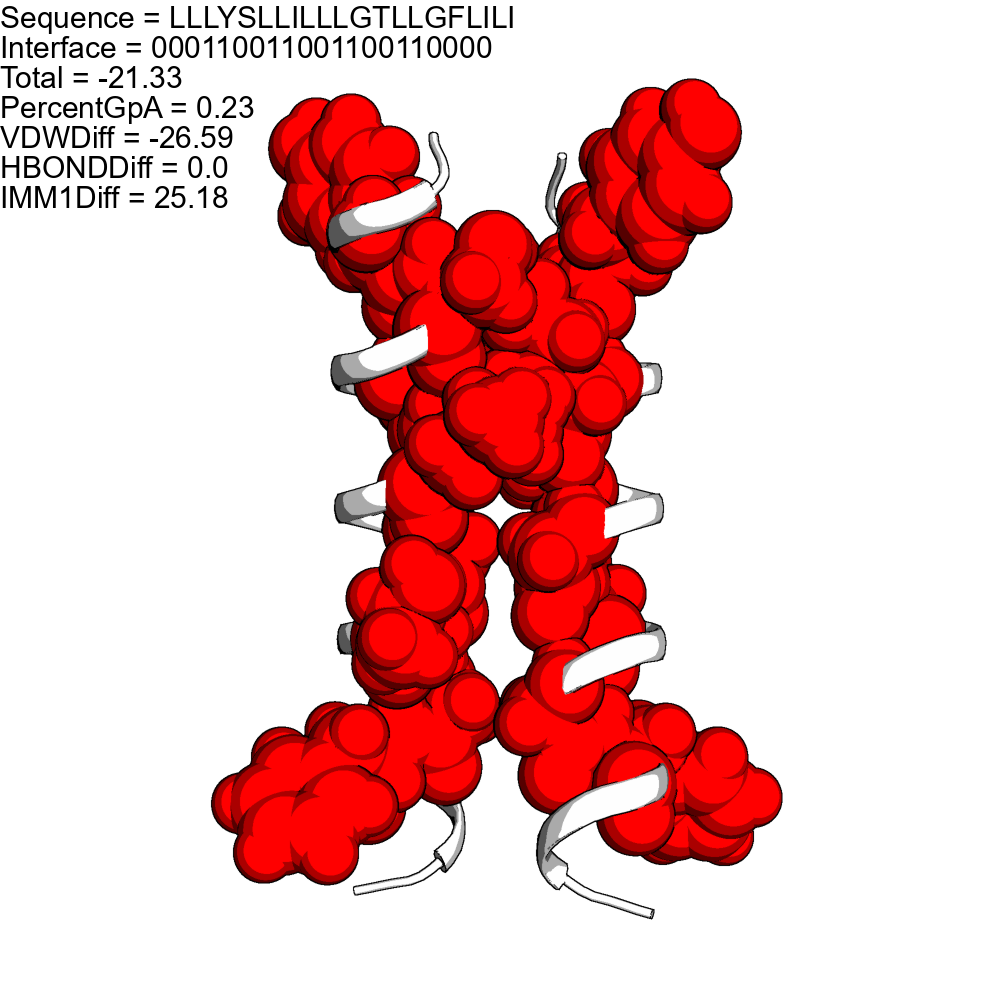 Sequence = LLLYSLLILLLGTLLGFLILI
Interface = 000110011001100110000
Total = -21.33
PercentGpA = 0.23
VDWDiff = -26.59
HBONDDiff = 0.0
IMM1Diff = 25.18